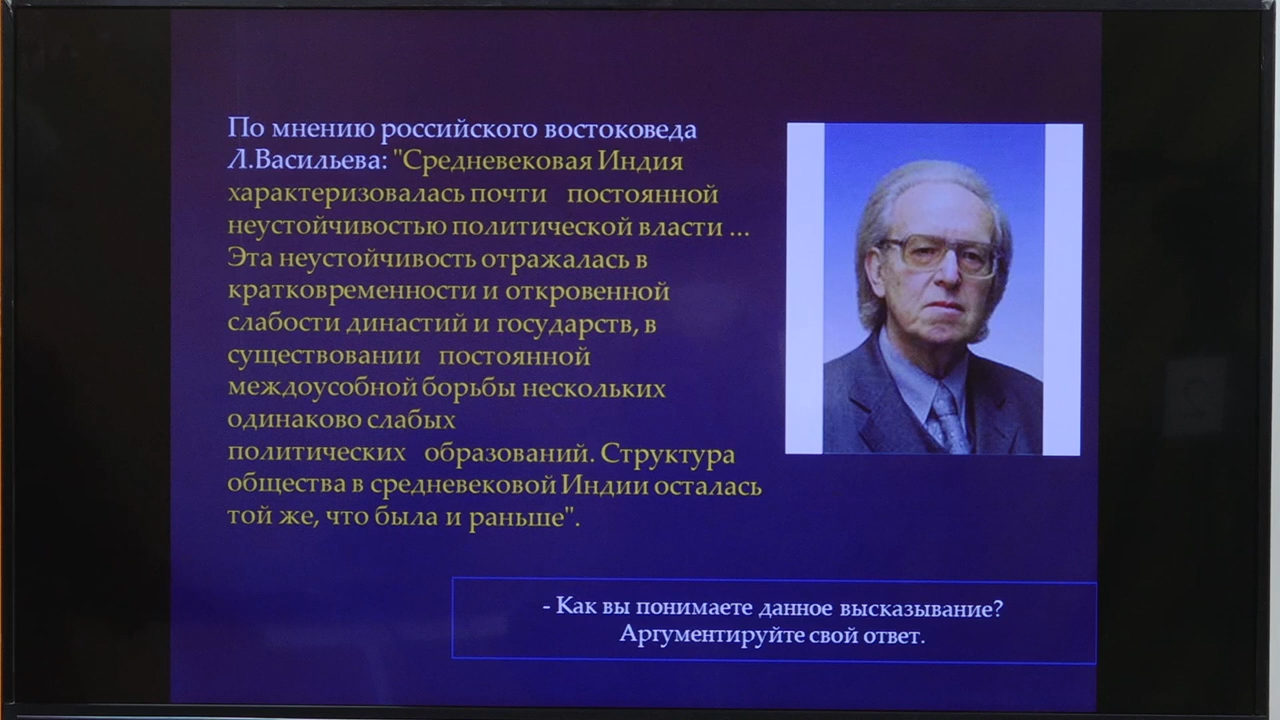 По мнению российского востоковеда
Л.Васильева: "Средневековая Индия
характеризовалась почти постоянной
неустойчивостью политической власти ...
Эта неустойчивость отражалась в
кратковременности и откровенной
слабости династий и государств, в
существовании постоянной
междоусобной борьбы нескольких
одинаково слабых
политических образований. Структура
общества в средневековой Индии осталась
той же, что была и раньше".
- Как вы понимаете данное высказывание?
Аргументируйте свой ответ.